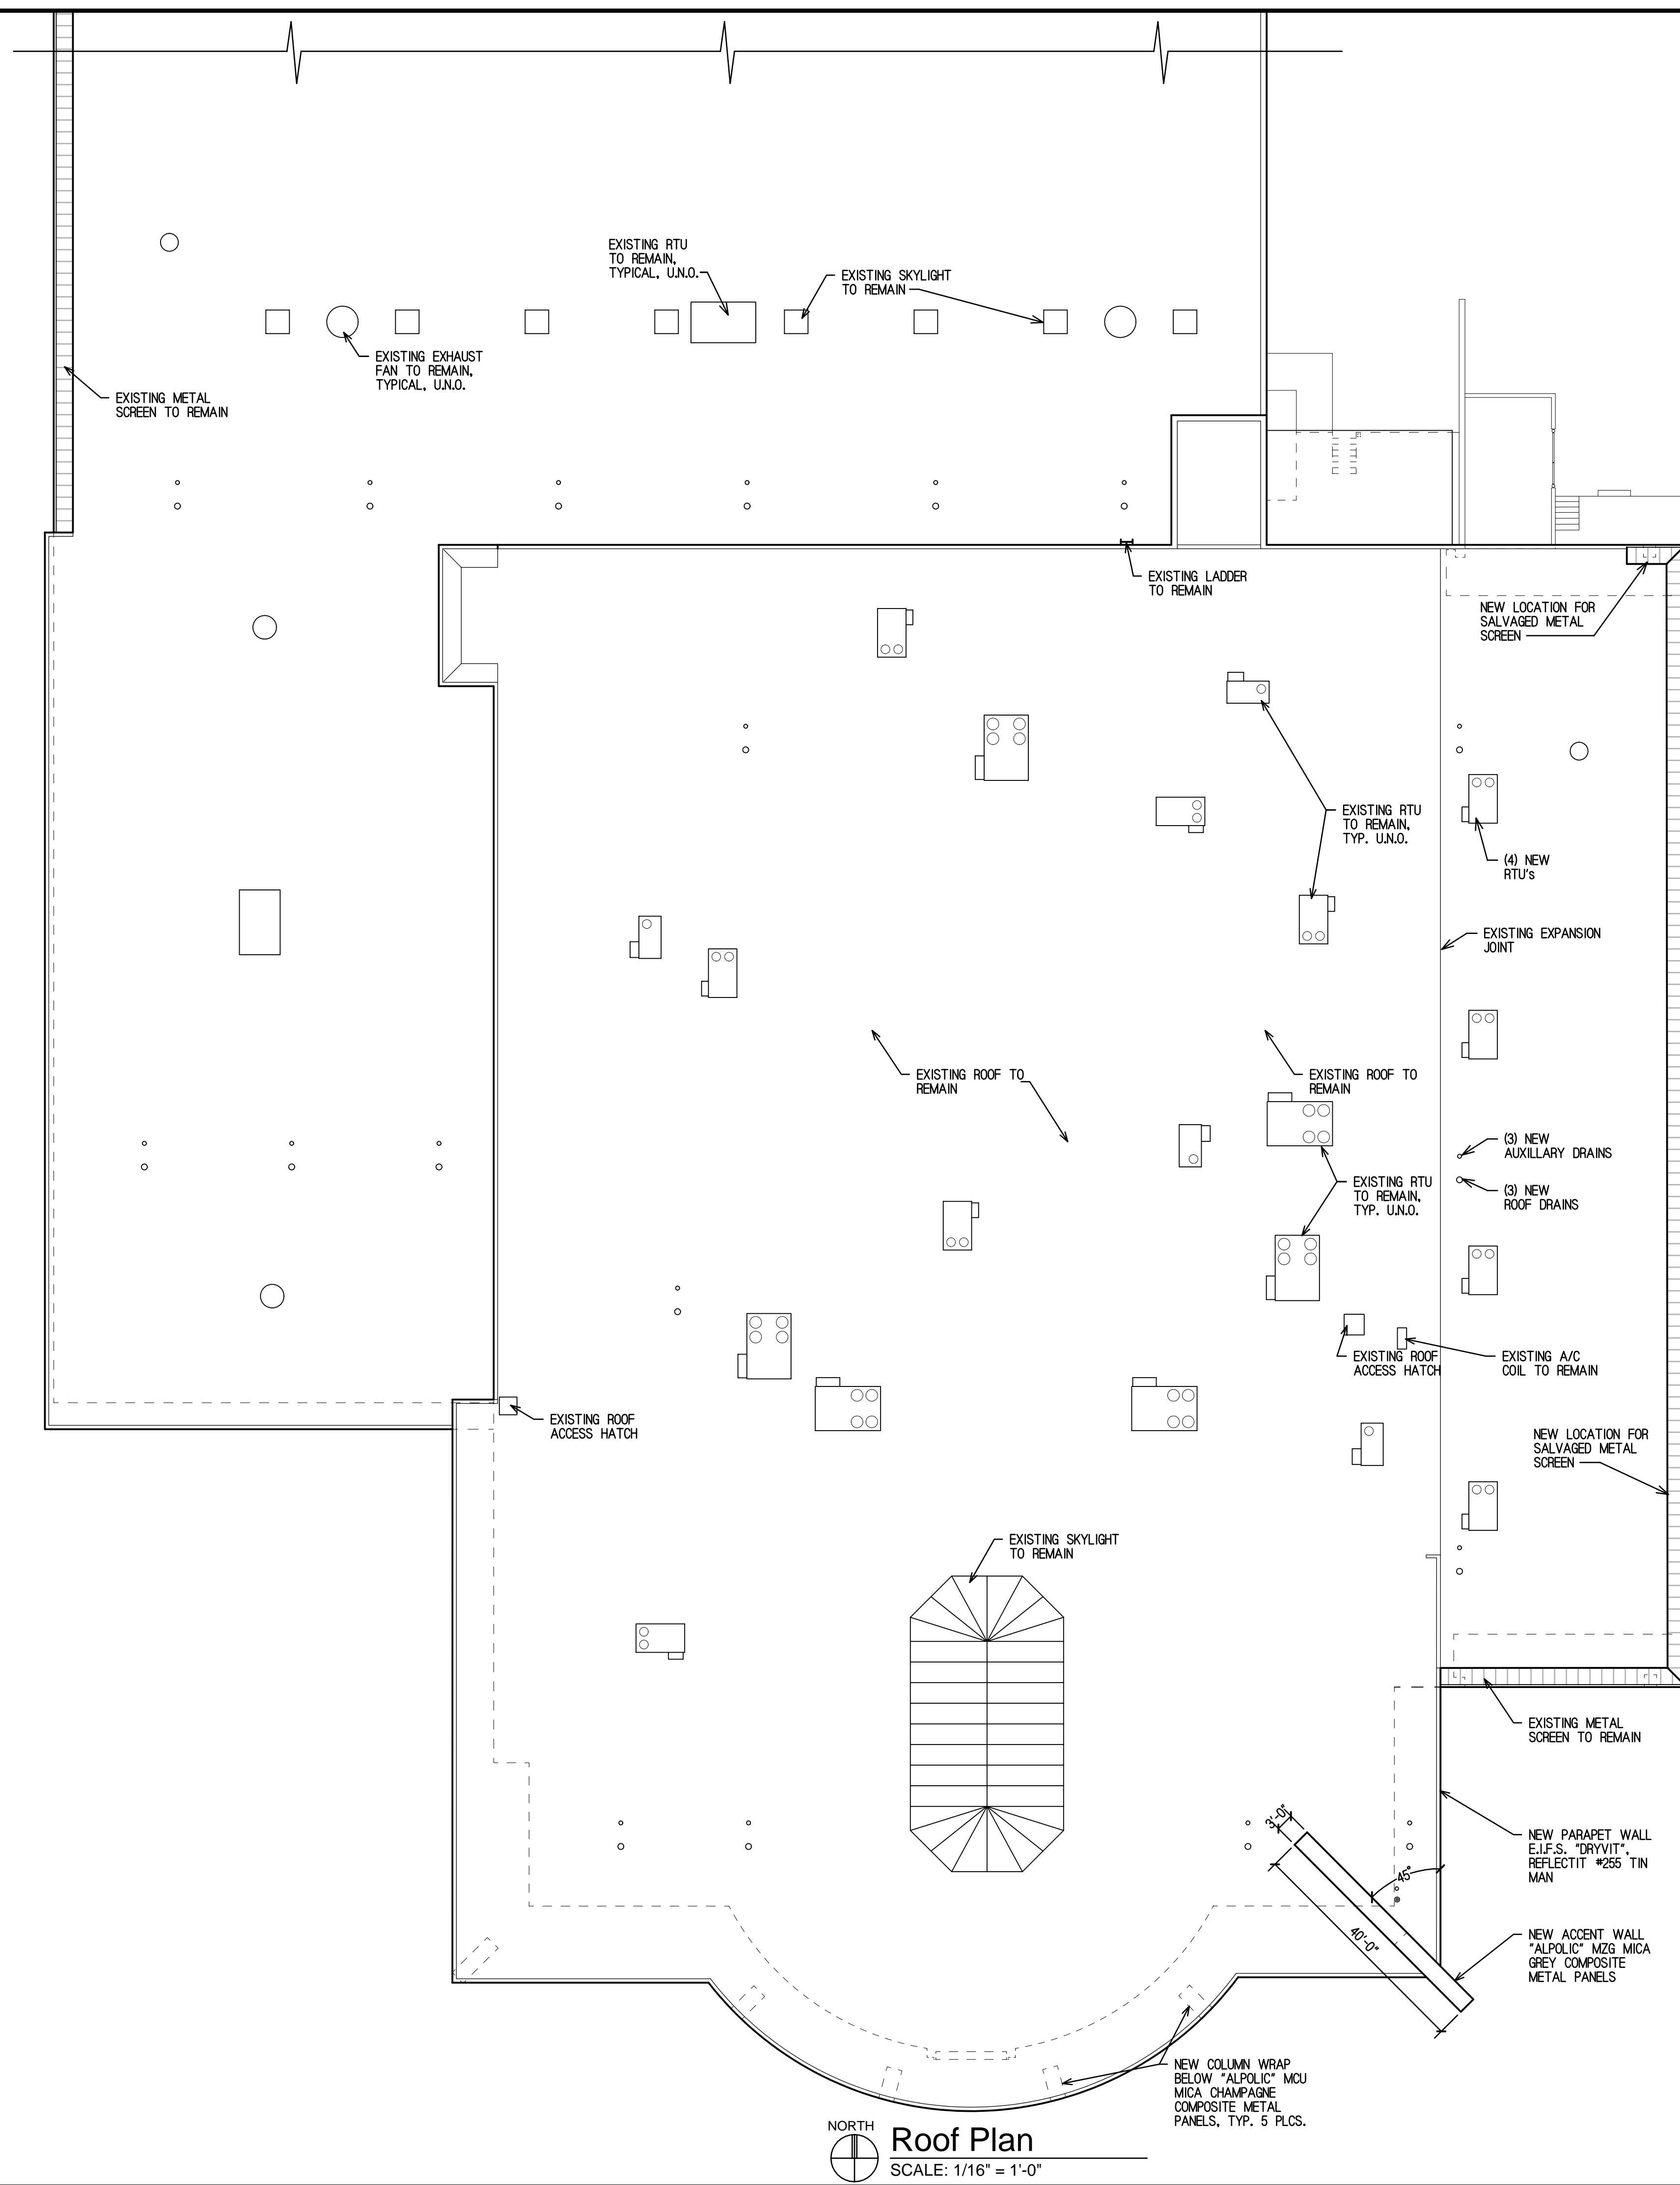 EXISTING RTU
TO REMAIN,
TYPICAL, U.N.O.
EXISTING SKYLIGHT
TO REMAIN
EXISTING EXHAUST
FAN TO REMAIN,
TYPICAL, U.N.O.
EXISTING METAL
SCREEN TO REMAIN
EXISTING LADDER
TO REMAIN
NEW LOCATION FOR
SALVAGED METAL
SCREEN
EXISTING RTU
TO REMAIN,
TYP. U.N.O.
(4) NEW
RTU's
EXISTING EXPANSION
JOINT
EXISTING ROOF TO
REMAIN
EXISTING ROOF TO
REMAIN
(3) NEW
AUXILLARY DRAINS
(3) NEW
ROOF DRAINS
EXISTING RTU
TO REMAIN,
TYP. U.N.O.
EXISTING ROOF
ACCESS HATCH
EXISTING A/C
COIL TO REMAIN
EXISTING ROOF
ACCESS HATCH
NEW LOCATION FOR
SALVAGED METAL
SCREEN
EXISTING SKYLIGHT
TO REMAIN
EXISTING METAL
SCREEN TO REMAIN
3'-0"
NEW PARAPET WALL
E.I.F.S. "DRYVIT",
REFLECTIT #255 TIN
MAN
45°
40'-0"
NEW ACCENT WALL
"ALPOLIC" MZG MICA
GREY COMPOSITE
METAL PANELS
NEW COLUMN WRAP
BELOW "ALPOLIC" MCU
MICA CHAMPAGNE
COMPOSITE METAL
PANELS, TYP. 5 PLCS.
NORTH
Roof Plan
SCALE: 1/16" = 1'-0"